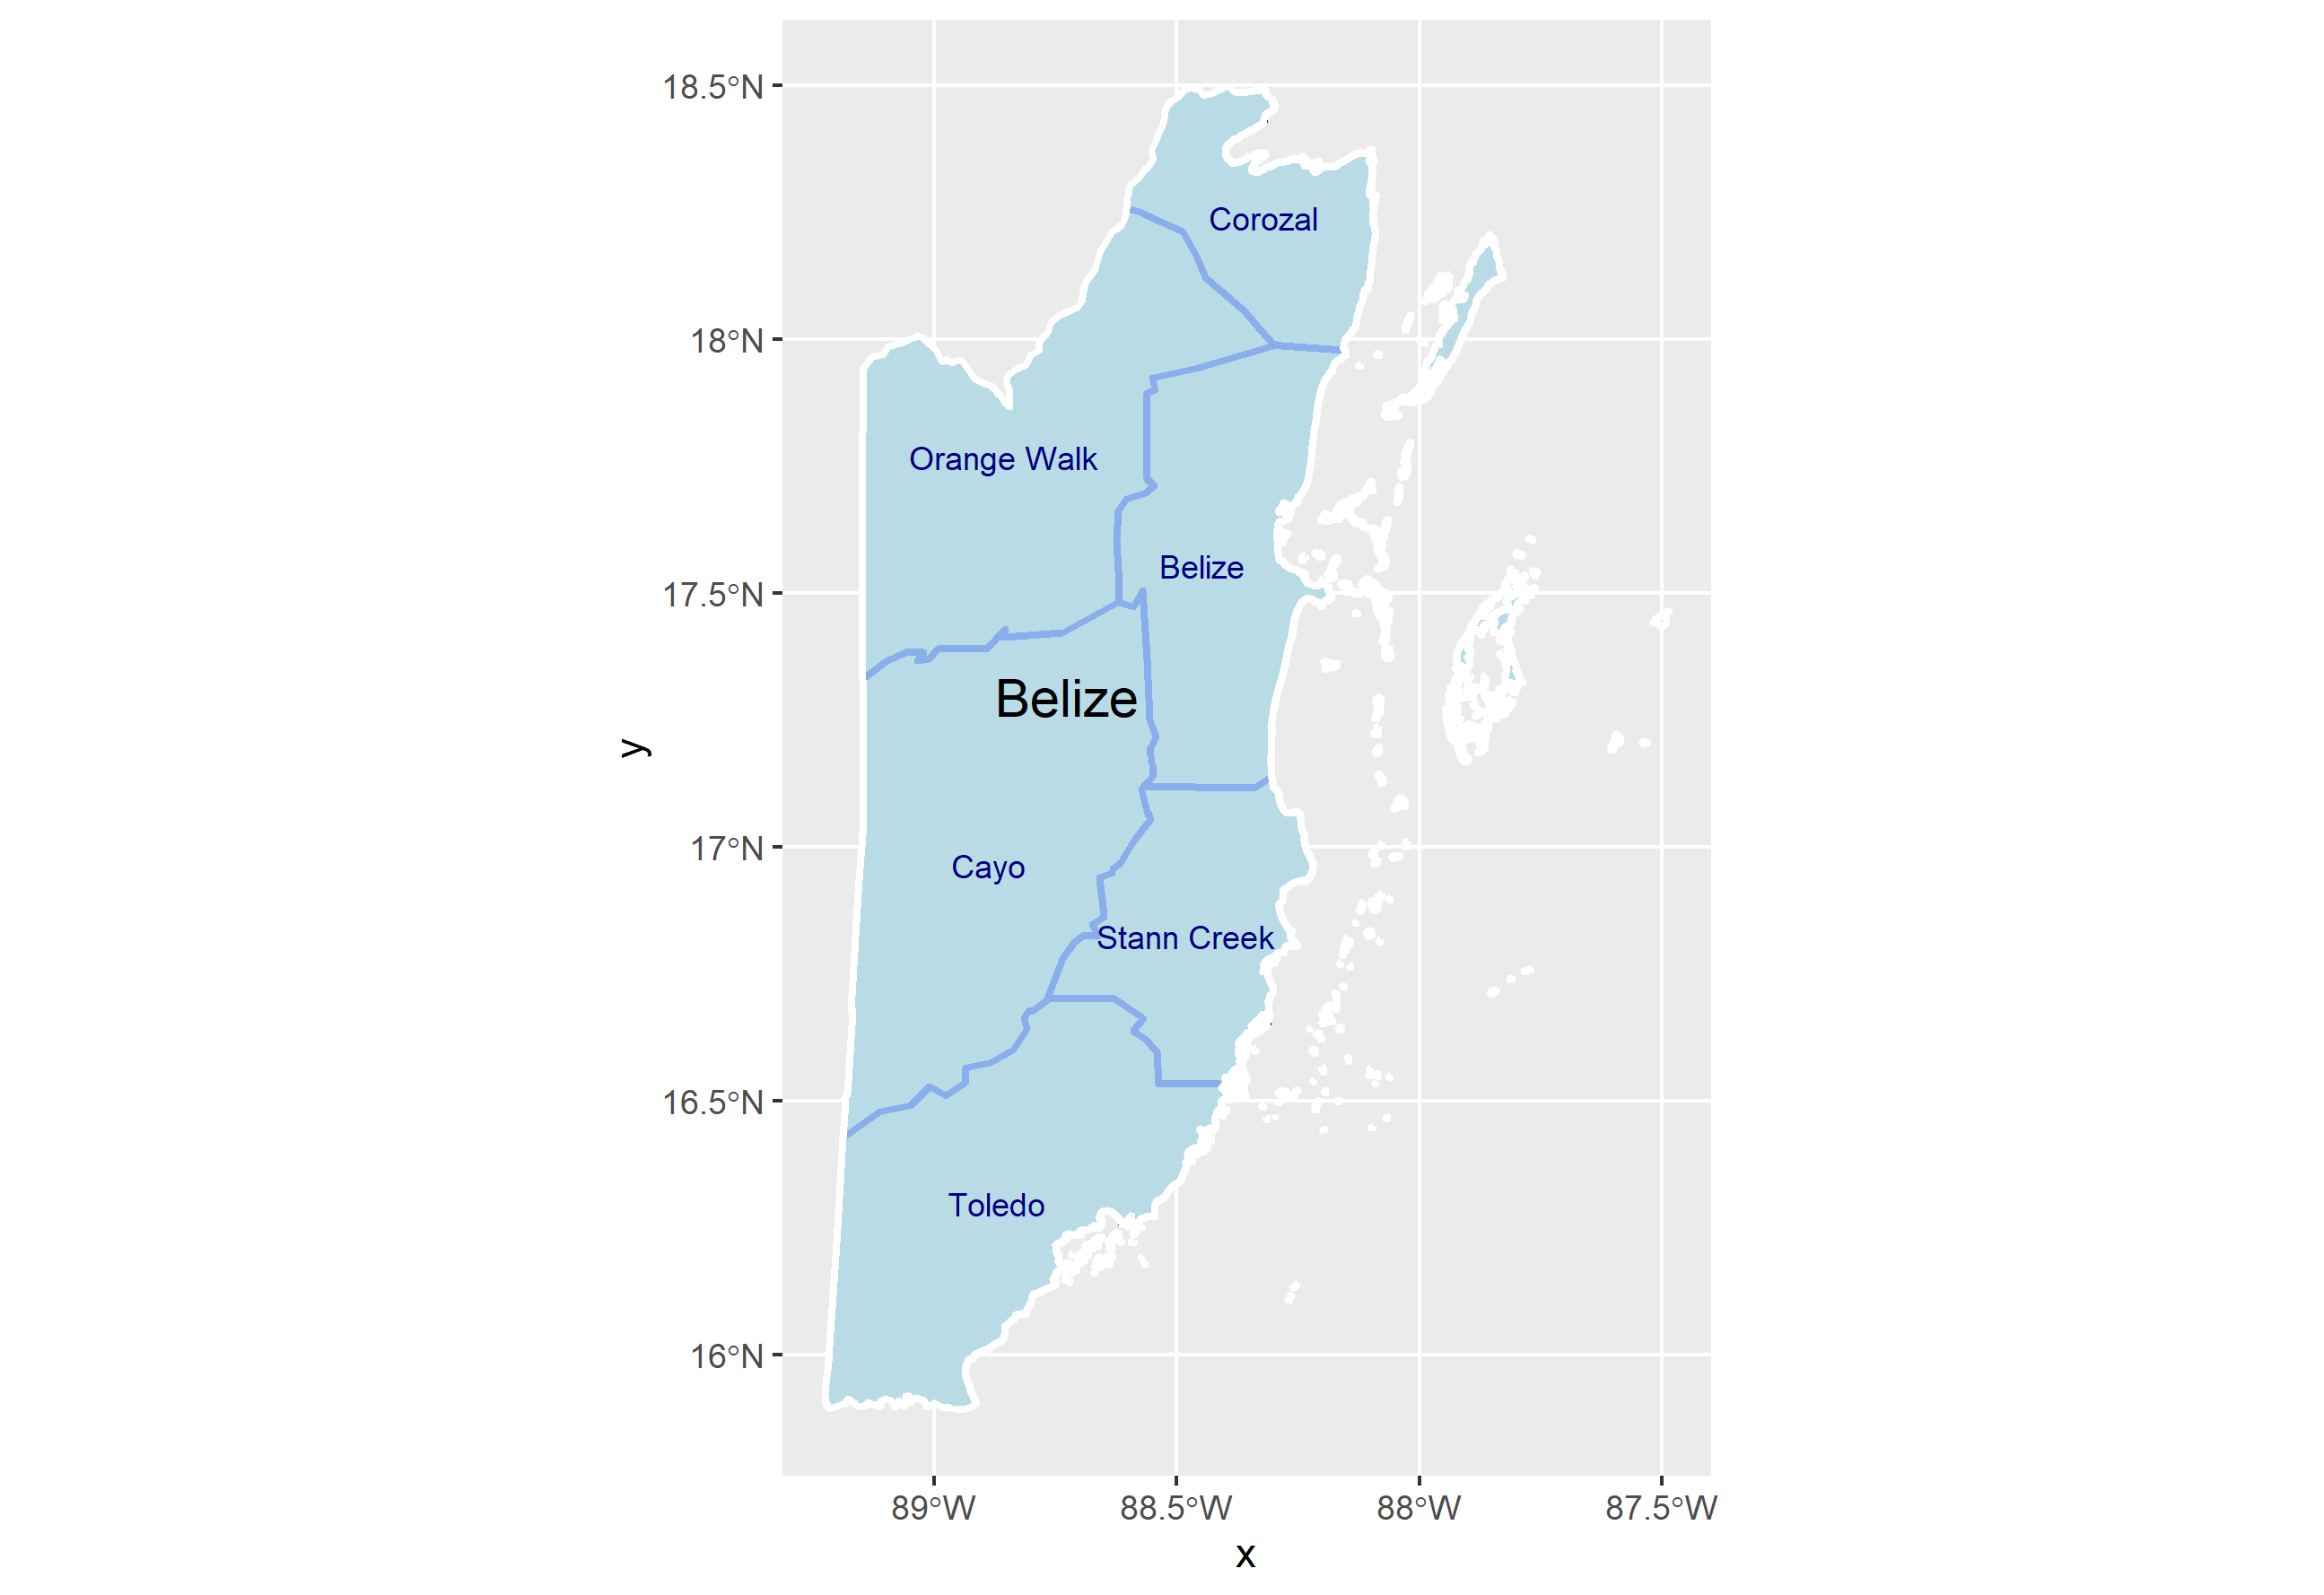 18.5°N
Corozal
18°N
Orange Walk
Belize
17.5°N
Belize
y
17°N
Cayo
Stann Creek
16.5°N
Toledo
16°N
89°W 88.5°W 88°W 87.5°W
x